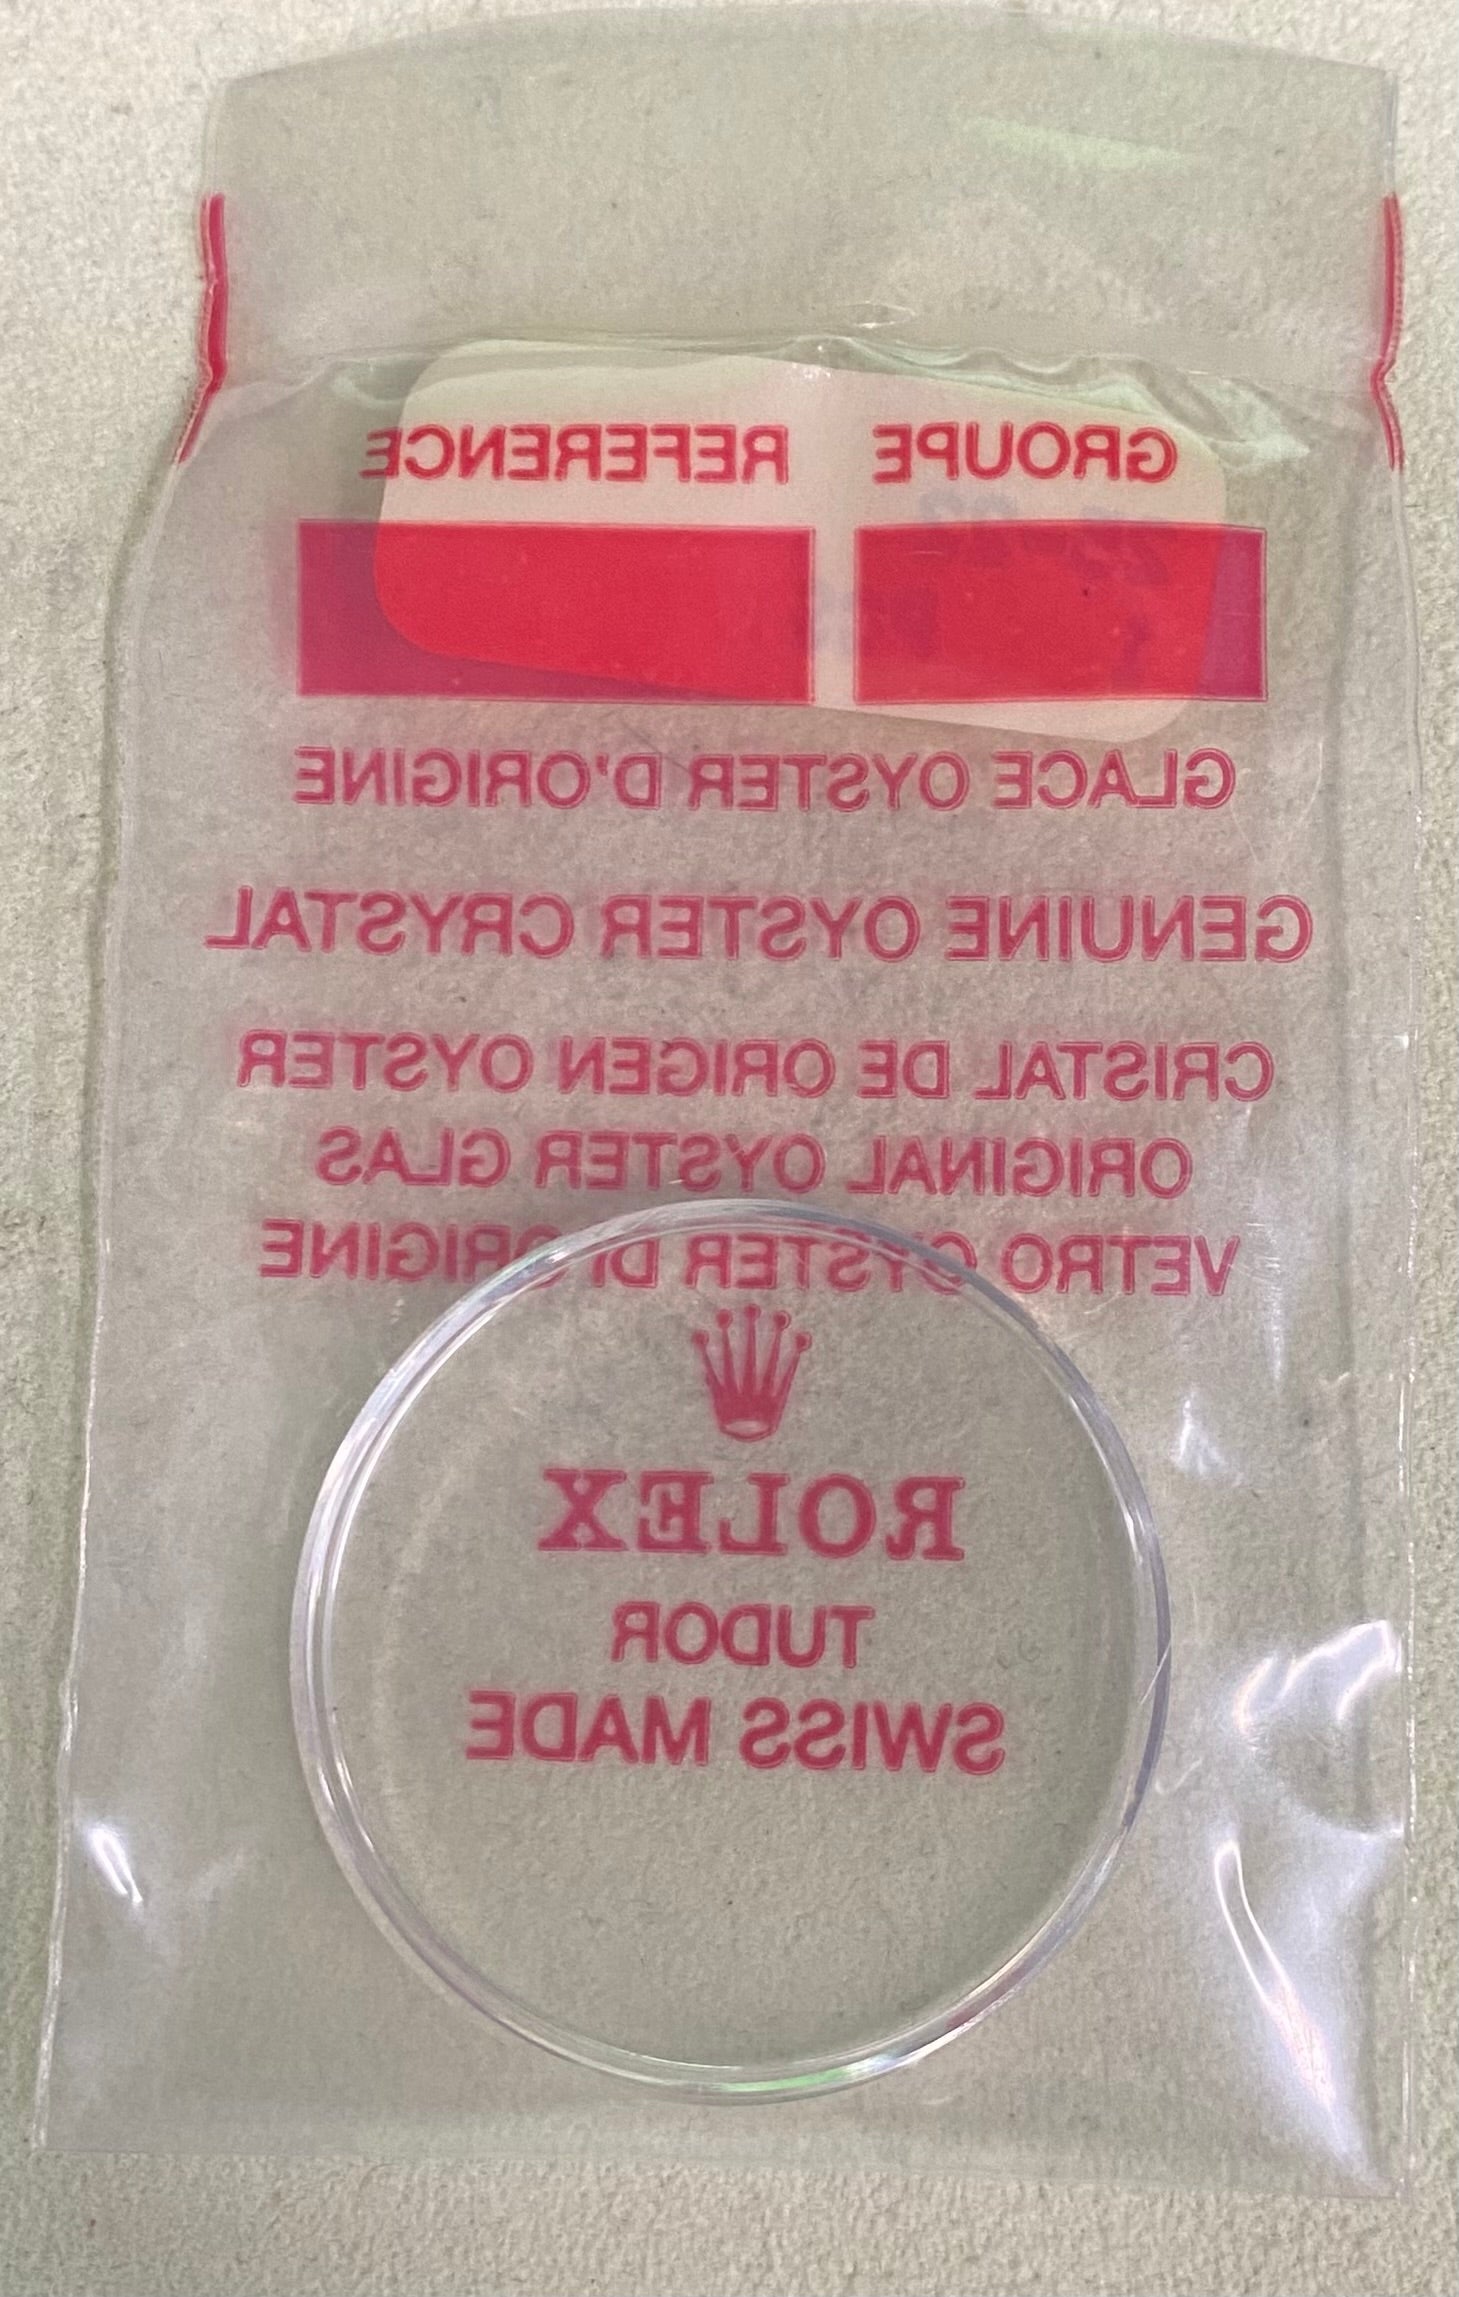 GROUPE REFERENCE
GLACE OYSTER D'ORIGINE
GENUINE OYSTER CRYSTAL
CRISTAL DE ORIGEN OYSTER
ORIGINAL OYSTER GLAS
VETRO OYSTER DI ORIGINE
ROLEX
TUDOR
SWISS MADE